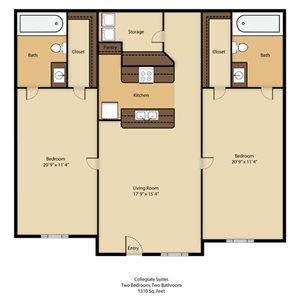 Storage
Bath
Closet
Closet
Bath
Pantry
Kitchen
Bedroom
20'9" x 11'4"
Bedroom
20'9" x 11'4"
Living Room
17'9" x 15'4"
Entry
Collegiate Suites
Two Bedroom, Two Bathrooms
1310 Sq. Feet